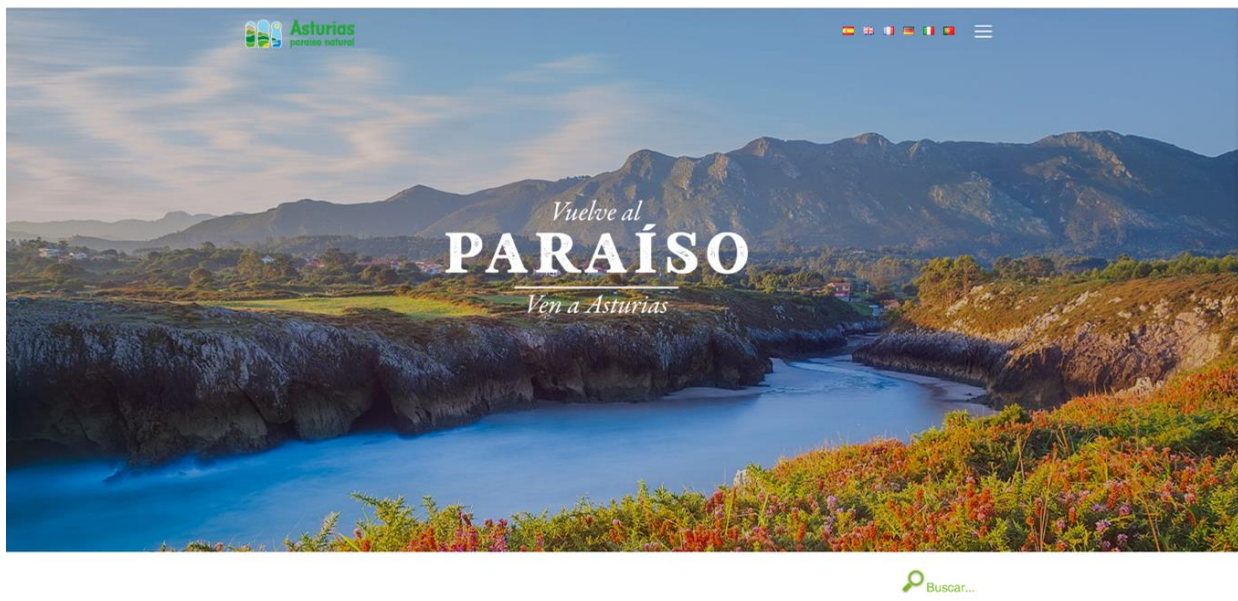 Asturias
paraíso natural
Vuelve al
PARAÍSO
Ven a Asturias
Buscar...